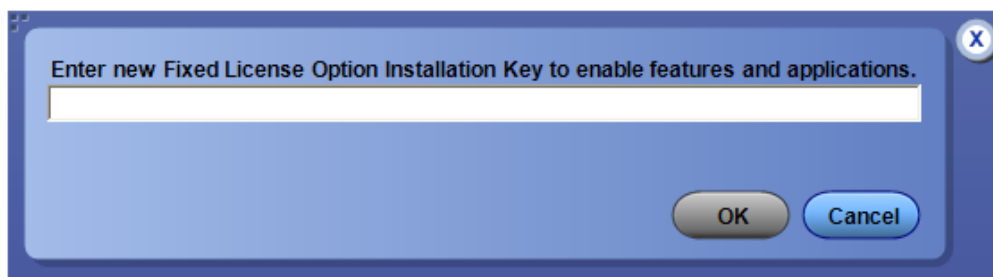 X
Enter new Fixed License Option Installation Key to enable features and applications.
OK Cancel